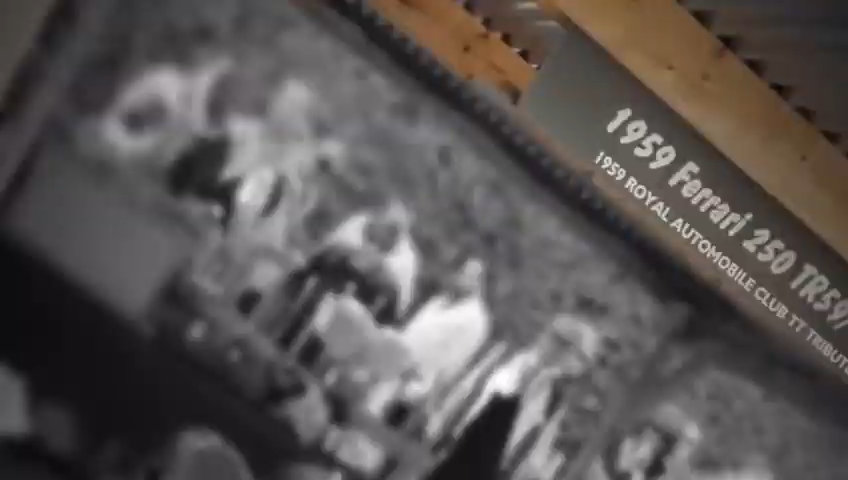 1959 Ferrari 250 TR59/
1959 ROYAL AUTOMOBILE CLUB TT TRIBUTE